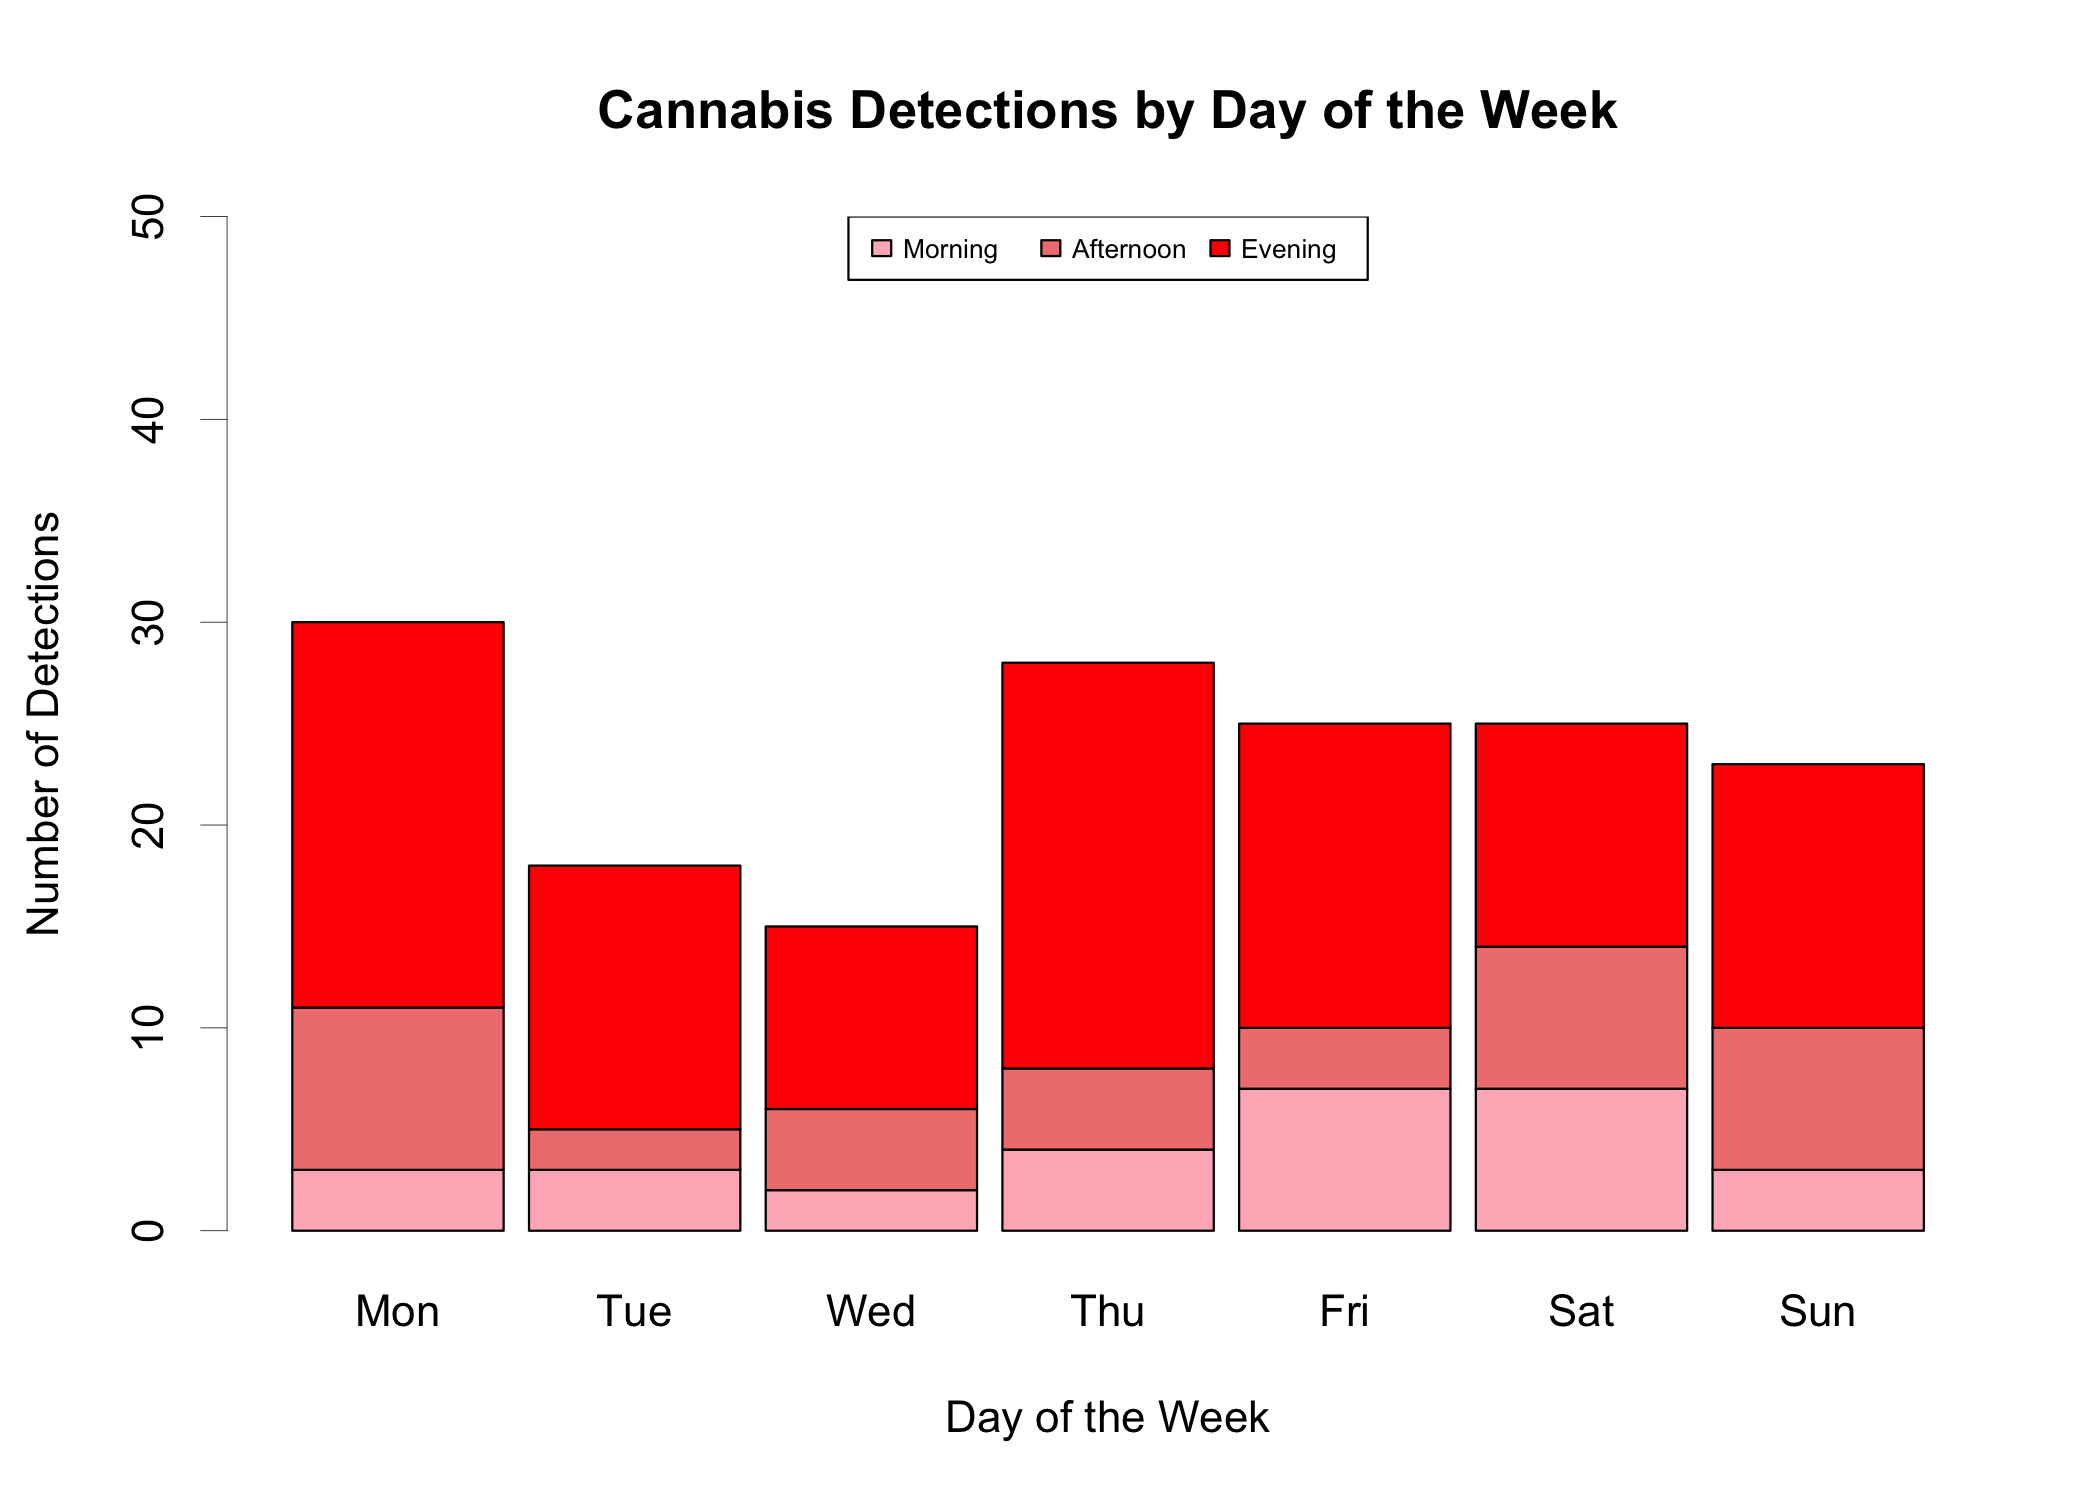 Cannabis Detections by Day of the Week
Morning Afternoon Evening
50
40
30
20
10
0
Number of Detections
Mon Tue Wed Thu Fri Sat Sun
Day of the Week